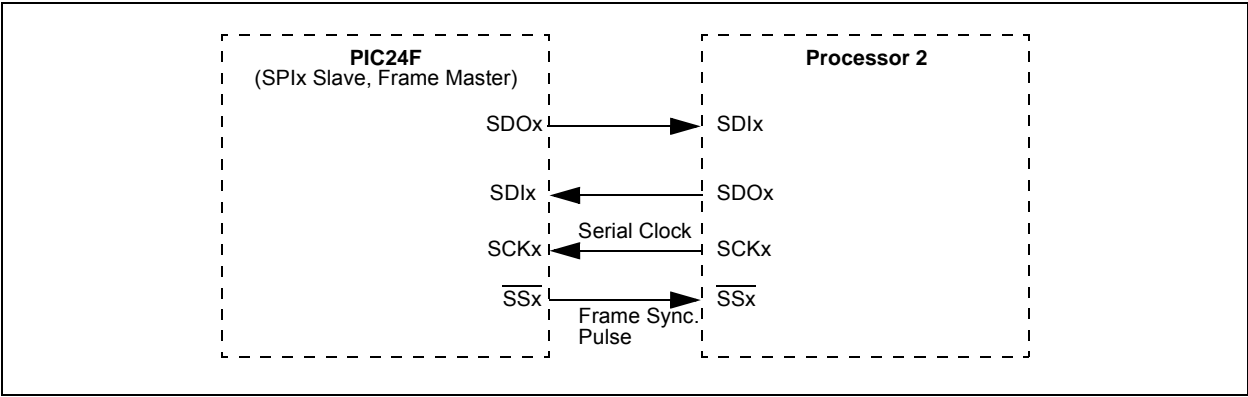 PIC24F
(SPIx Slave, Frame Master)
Processor 2
SDOx
SDIx
SDIx
SDOx
Serial Clock
SCKx
SCKx
SSx
SSx
Frame Sync.
Pulse